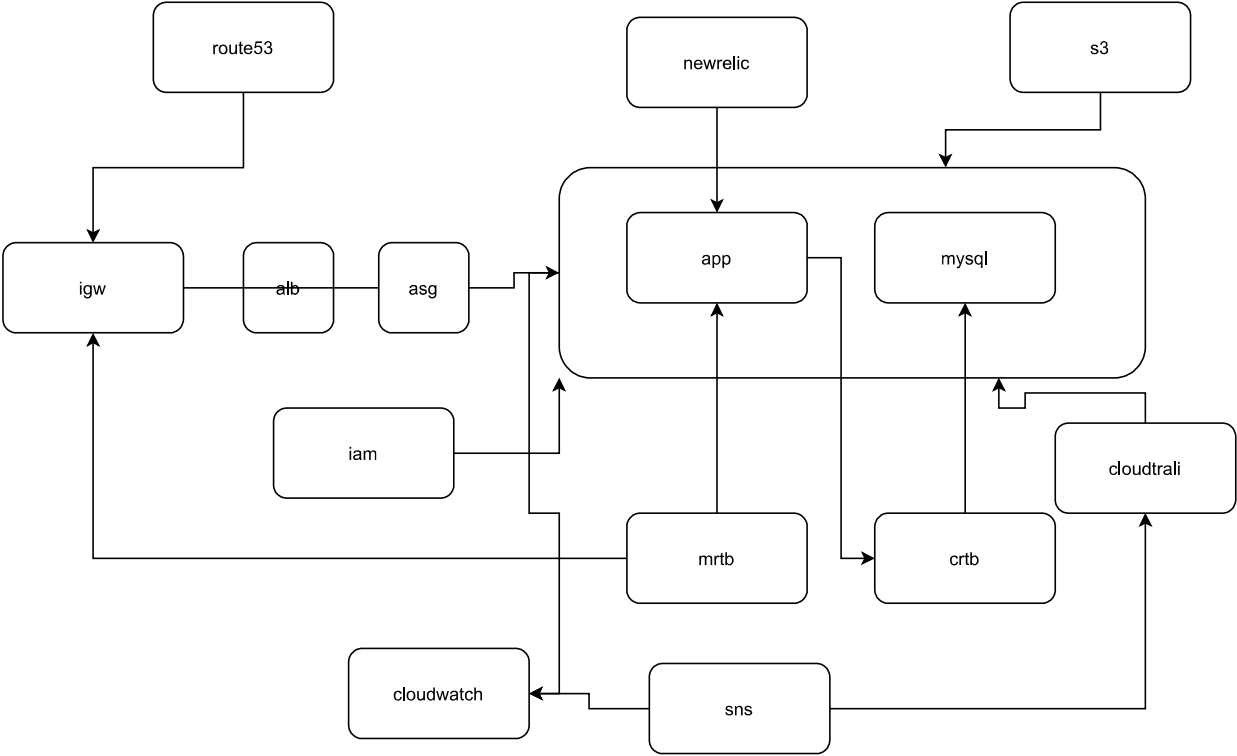 route53
newrelic
s3
igw
alb
asg
app
mysql
iam
cloudtrali
mrtb
crtb
cloudwatch
sns